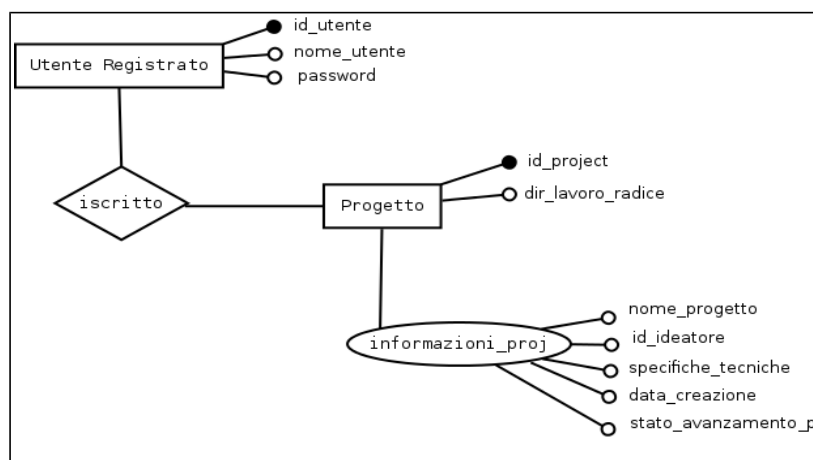 id_utente
Utente Registrato
nome_utente
password
iscritto
id_project
Progetto
dir_lavoro_radice
informazioni_proj
nome_progetto
id_ideatore
specifiche_tecniche
data_creazione
stato_avanzamento_p